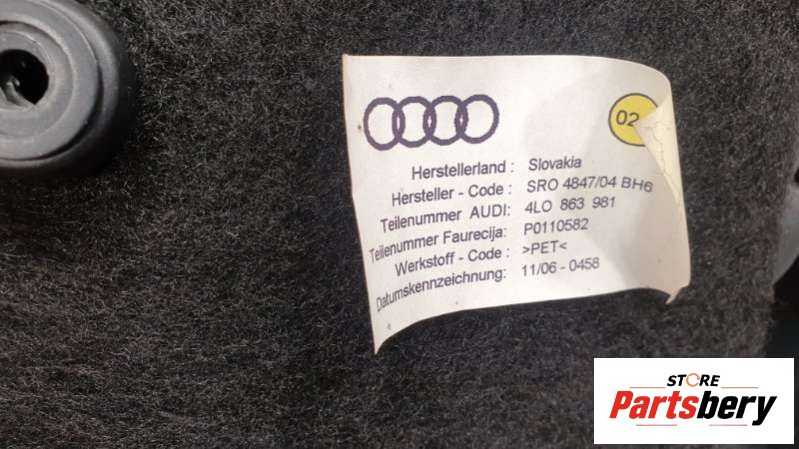 02
Herstellerland : Slovakia
Hersteller - Code : SRO 4847/04 BH6
Teilenummer AUDI: 4LO 863 981
Teilenummer Faurecija: P0110582
Werkstoff - Code : >PET<
Datumskennzeichnung: 11/06 - 0458
STORE
Partsbery